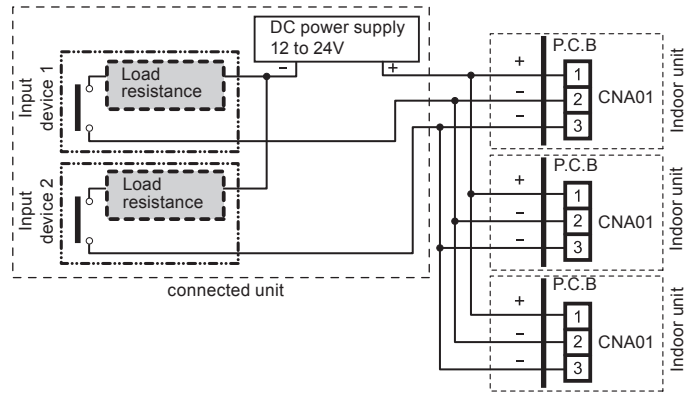 DC power supply
12 to 24V
−
+
Input
device 1
Load
resistance
Input
device 2
Load
resistance
connected unit
P.C.B
+
1
−
2
CNA01
−
3
Indoor unit
P.C.B
+
1
−
2
CNA01
−
3
Indoor unit
P.C.B
+
1
−
2
CNA01
−
3
Indoor unit